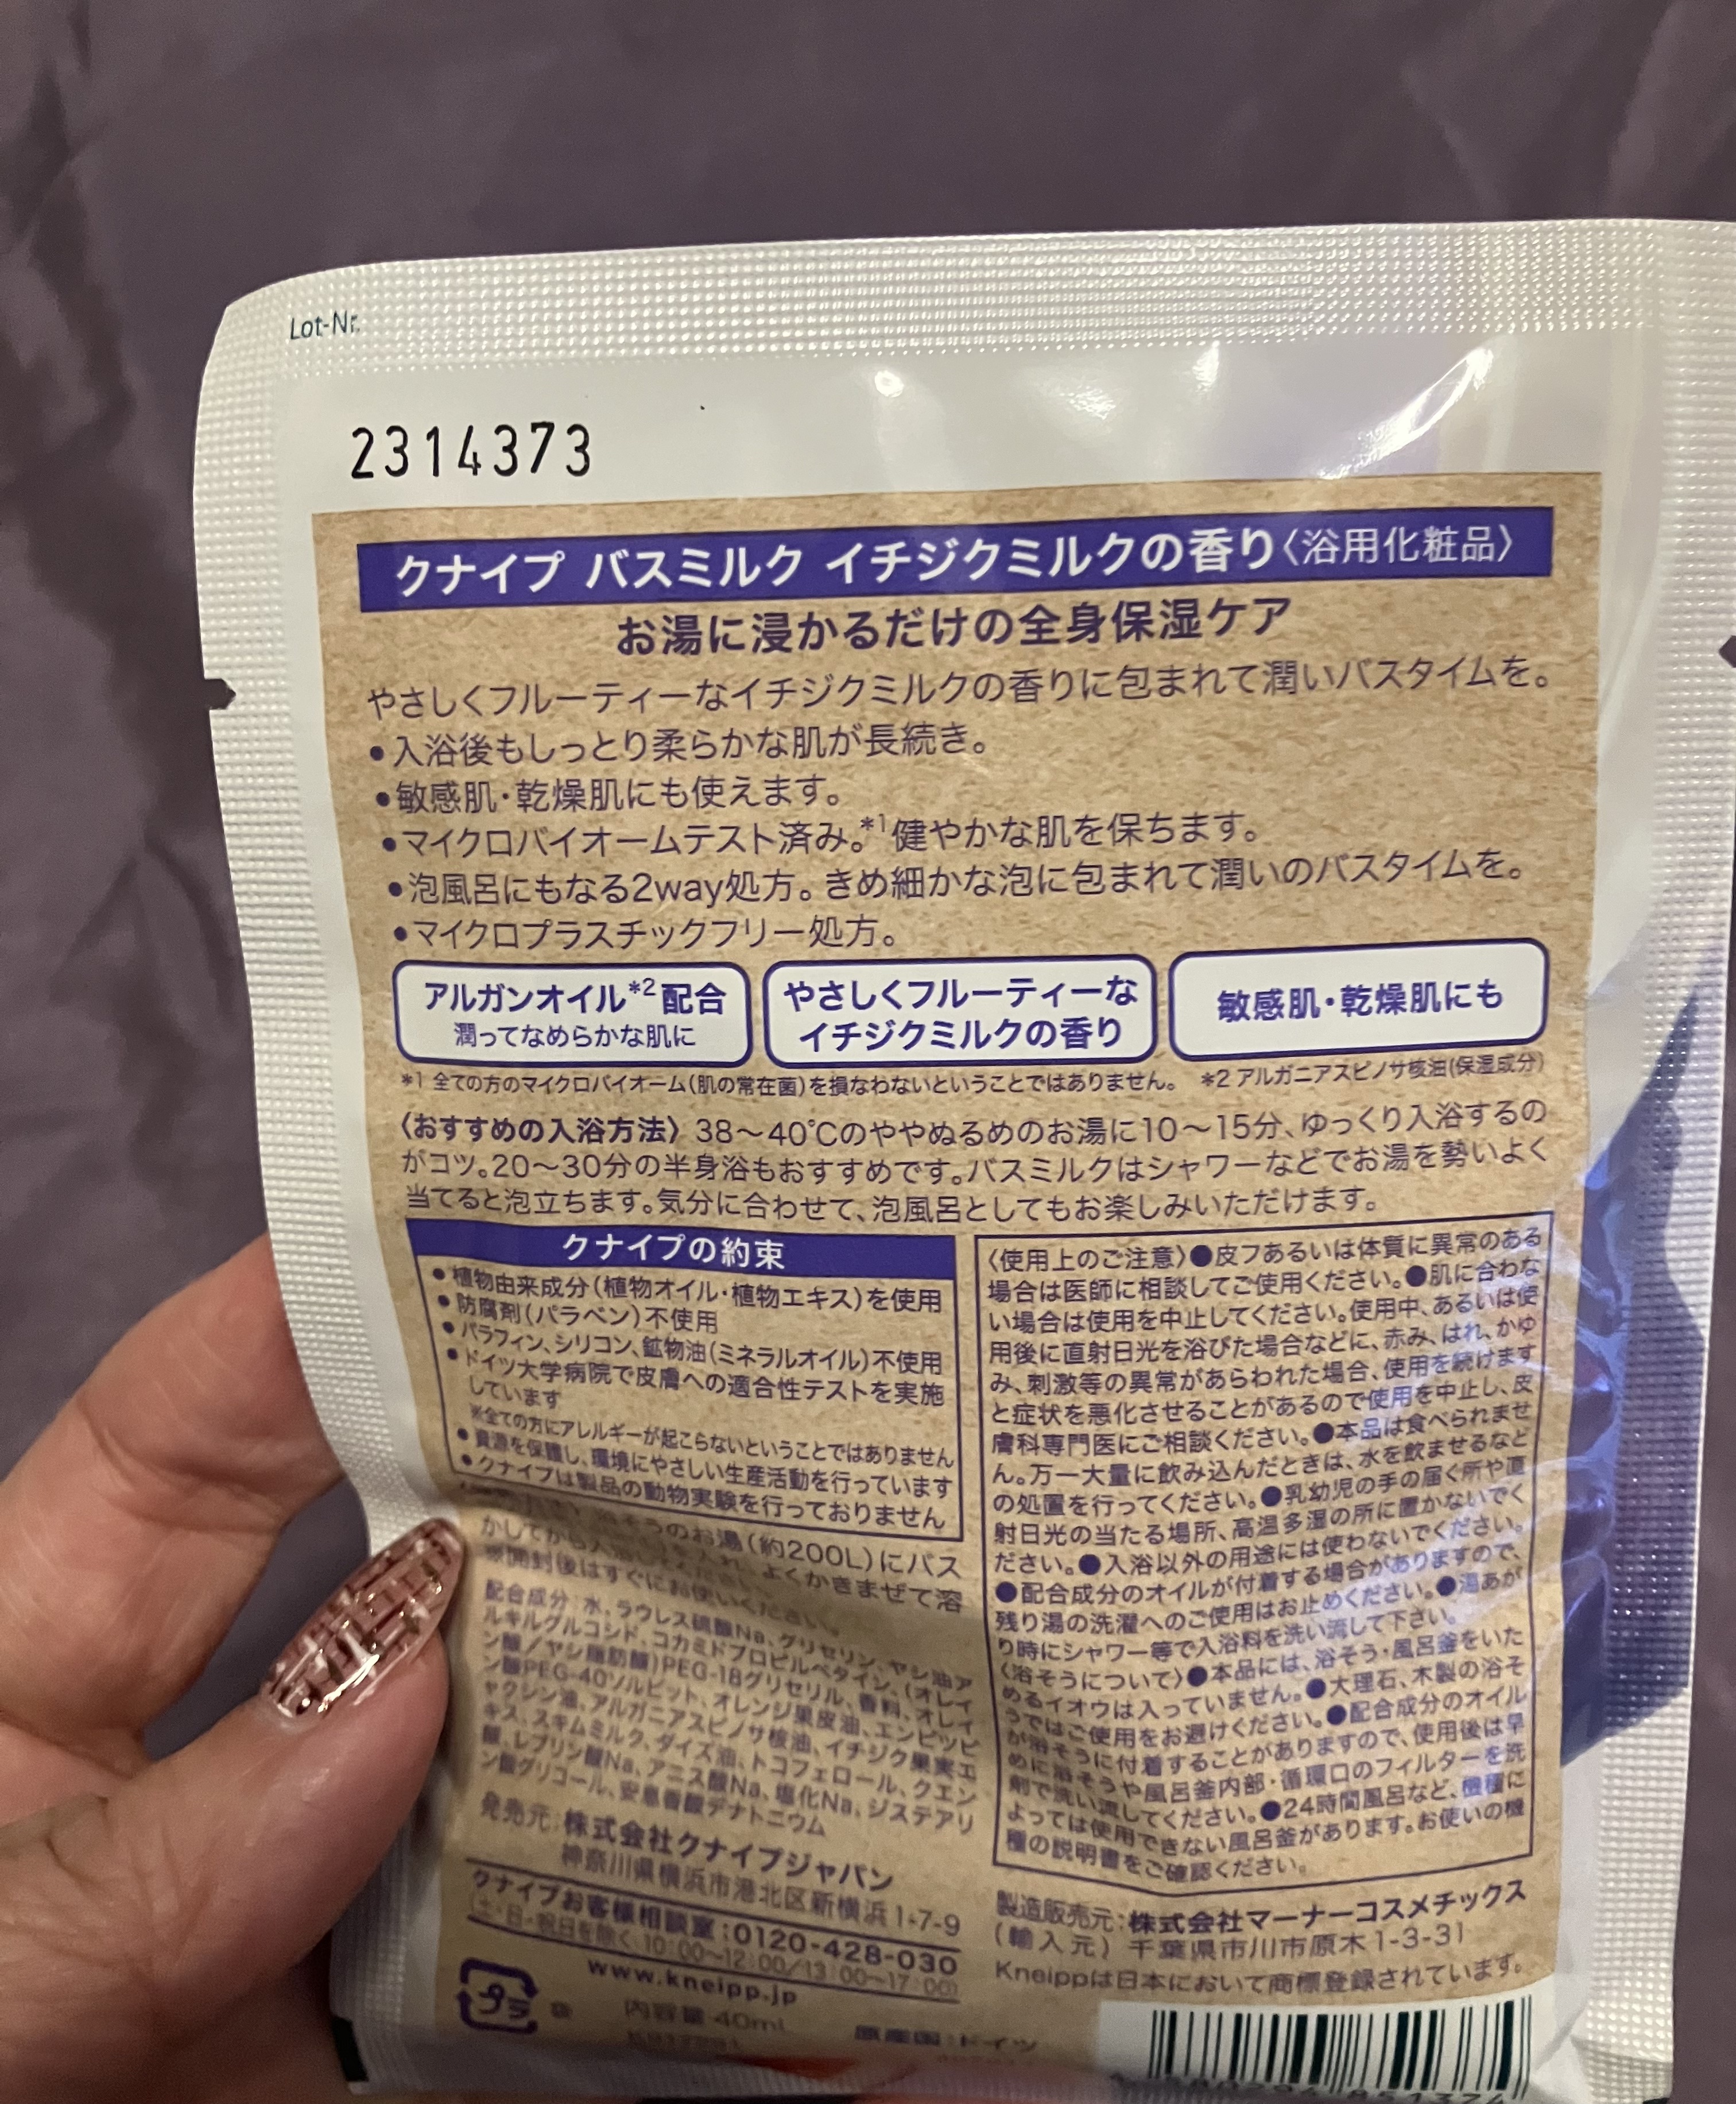 Lot-Nr.
2314373
クナイプ バスミルク イチジクミルクの香り〈浴用化粧品〉
お湯に浸かるだけの全身保湿ケア
やさしくフルーティーなイチジクミルクの香りに包まれて潤いバスタイムを。
●入浴後もしっとり柔らかな肌が長続き。
●敏感肌・乾燥肌にも使えます。
●マイクロバイオームテスト済み。*1健やかな肌を保ちます。
●泡風呂にもなる2way処方。きめ細かな泡に包まれて潤いのバスタイムを。
●マイクロプラスチックフリー処方。
アルガンオイル*2配合
潤ってなめらかな肌に
やさしくフルーティーな
イチジクミルクの香り
敏感肌・乾燥肌にも
*1 全ての方のマイクロバイオーム(肌の常在菌)を損なわないということではありません。 *2 アルガニアスピノサ核油(保湿成分)
〈おすすめの入浴方法〉38〜40℃のややぬるめのお湯に10〜15分、ゆっくり入浴するの
がコツ。20〜30分の半身浴もおすすめです。バスミルクはシャワーなどでお湯を勢いよく
当てると泡立ちます。気分に合わせて、泡風呂としてもお楽しみいただけます。
クナイプの約束
●植物由来成分(植物オイル・植物エキス)を使用
●防腐剤(パラベン)不使用
●パラフィン、シリコン、鉱物油(ミネラルオイル)不使用
●ドイツ大学病院で皮膚への適合性テストを実施
しています
※全ての方にアレルギーが起こらないということではありません
●資源を保護し、環境にやさしい生産活動を行っています
●クナイプは製品の動物実験を行っておりません
のお湯(約200L)にバス
よくかきまぜて溶
かしてから入浴
※開封後はすぐにお使いください。
配合成分:水、ラウレス硫酸Na、グリセリン、ヤシ油ア
ルキルグルコシド、コカミドプロピルベタイン、(オレイ
ン酸/ヤシ脂肪酸)PEG-18グリセリル、香料、オレイ
ン酸PEG-40ソルビット、オレンジ果皮油、エンピツビ
ャクシン油、アルガニアスピノサ核油、イチジク果実エ
キス、スキムミルク、ダイズ油、トコフェロール、クエン
酸、レブリン酸Na、アニス酸Na、塩化Na、ジステアリ
ン酸グリコール、安息香酸デナトニウム
発売元:株式会社クナイプジャパン
神奈川県横浜市港北区新横浜1-7-9
クナイプお客様相談室:0120-428-030
(土・日・祝日を除く 10:00〜12:00/13:00〜17:00)
www.kneipp.jp
プラ
袋
内容量 40mL
原産国:ドイツ
〈使用上のご注意〉●皮フあるいは体質に異常のある
場合は医師に相談してご使用ください。●肌に合わな
い場合は使用を中止してください。使用中、あるいは使
用後に直射日光を浴びた場合などに、赤み、はれ、かゆ
み、刺激等の異常があらわれた場合、使用を続けます
と症状を悪化させることがあるので使用を中止し、皮
膚科専門医にご相談ください。●本品は食べられませ
ん。万一大量に飲み込んだときは、水を飲ませるなど
の処置を行ってください。●乳幼児の手の届く所や直
射日光の当たる場所、高温多湿の所に置かないでく
ださい。●入浴以外の用途には使わないでください。
●配合成分のオイルが付着する場合がありますので、
残り湯の洗濯へのご使用はお止めください。●湯あが
り時にシャワー等で入浴料を洗い流して下さい。
〈浴そうについて〉●本品には、浴そう・風呂釜をいた
めるイオウは入っていません。●大理石、木製の浴そ
うではご使用をお避けください。●配合成分のオイル
が浴そうに付着することがありますので、使用後は早
めに浴そうや風呂釜内部・循環口のフィルターを洗
剤で洗い流してください。●24時間風呂など、機種に
よっては使用できない風呂釜があります。お使いの機
種の説明書をご確認ください。
製造販売元:株式会社マーナーコスメチックス
(輸入元) 千葉県市川市原木1-3-31
Kneippは日本において商標登録されています。